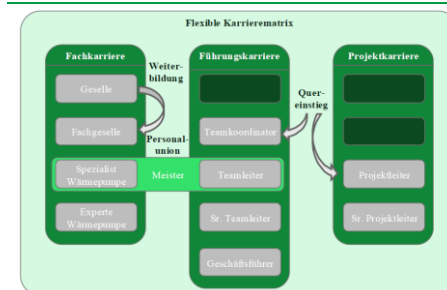 Flexible Karrierematrix
Fachkarriere
Führungskarriere
Projektkarriere
Weiter-
bildung
Geselle
Quer-
einstieg
Fachgeselle
Teamkoordinator
Personal-
union
Spezialist
Wärmepumpe
Meister
Teamleiter
Projektleiter
Experte
Wärmepumpe
Sr. Teamleiter
Sr. Projektleiter
Geschäftsführer